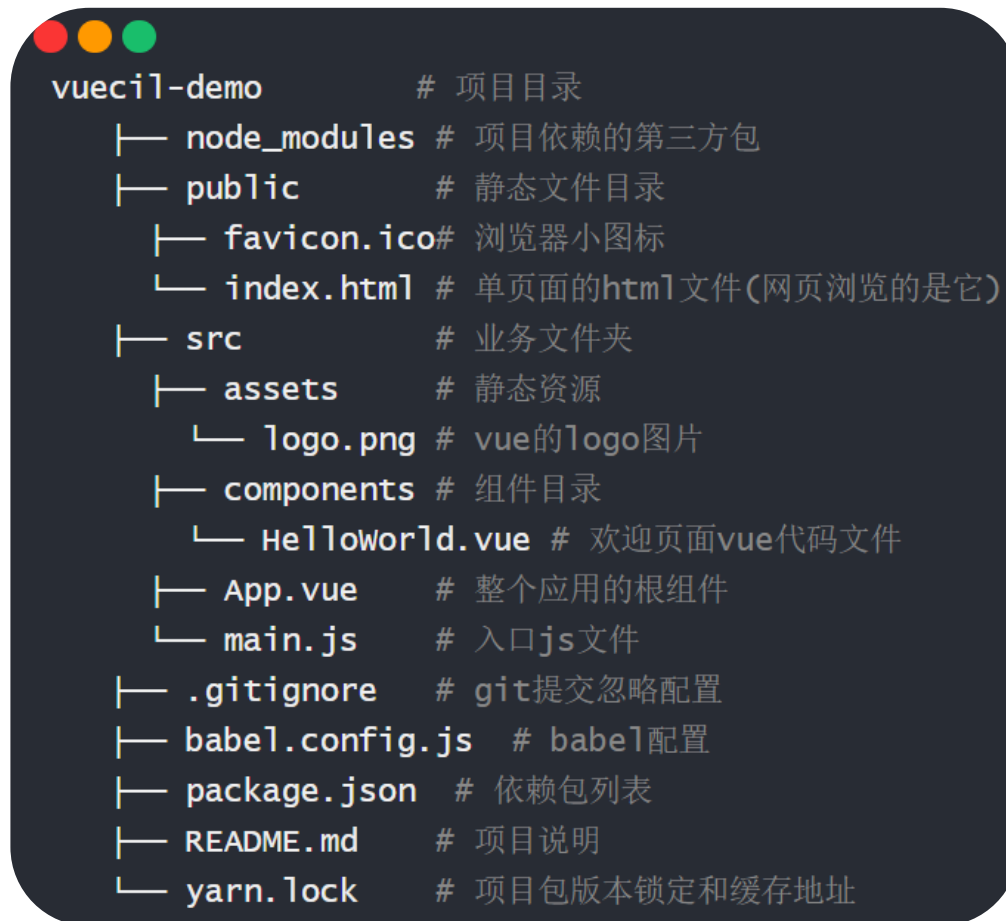 vuecil-demo # 项目目录
├── node_modules # 项目依赖的第三方包
├── public # 静态文件目录
├── favicon.ico# 浏览器小图标
└── index.html # 单页面的html文件(网页浏览的是它)
├── src # 业务文件夹
├── assets # 静态资源
└── logo.png # vue的logo图片
├── components # 组件目录
└── HelloWorld.vue # 欢迎页面vue代码文件
├── App.vue # 整个应用的根组件
└── main.js # 入口js文件
├── .gitignore # git提交忽略配置
├── babel.config.js # babel配置
├── package.json # 依赖包列表
├── README.md # 项目说明
└── yarn.lock # 项目包版本锁定和缓存地址